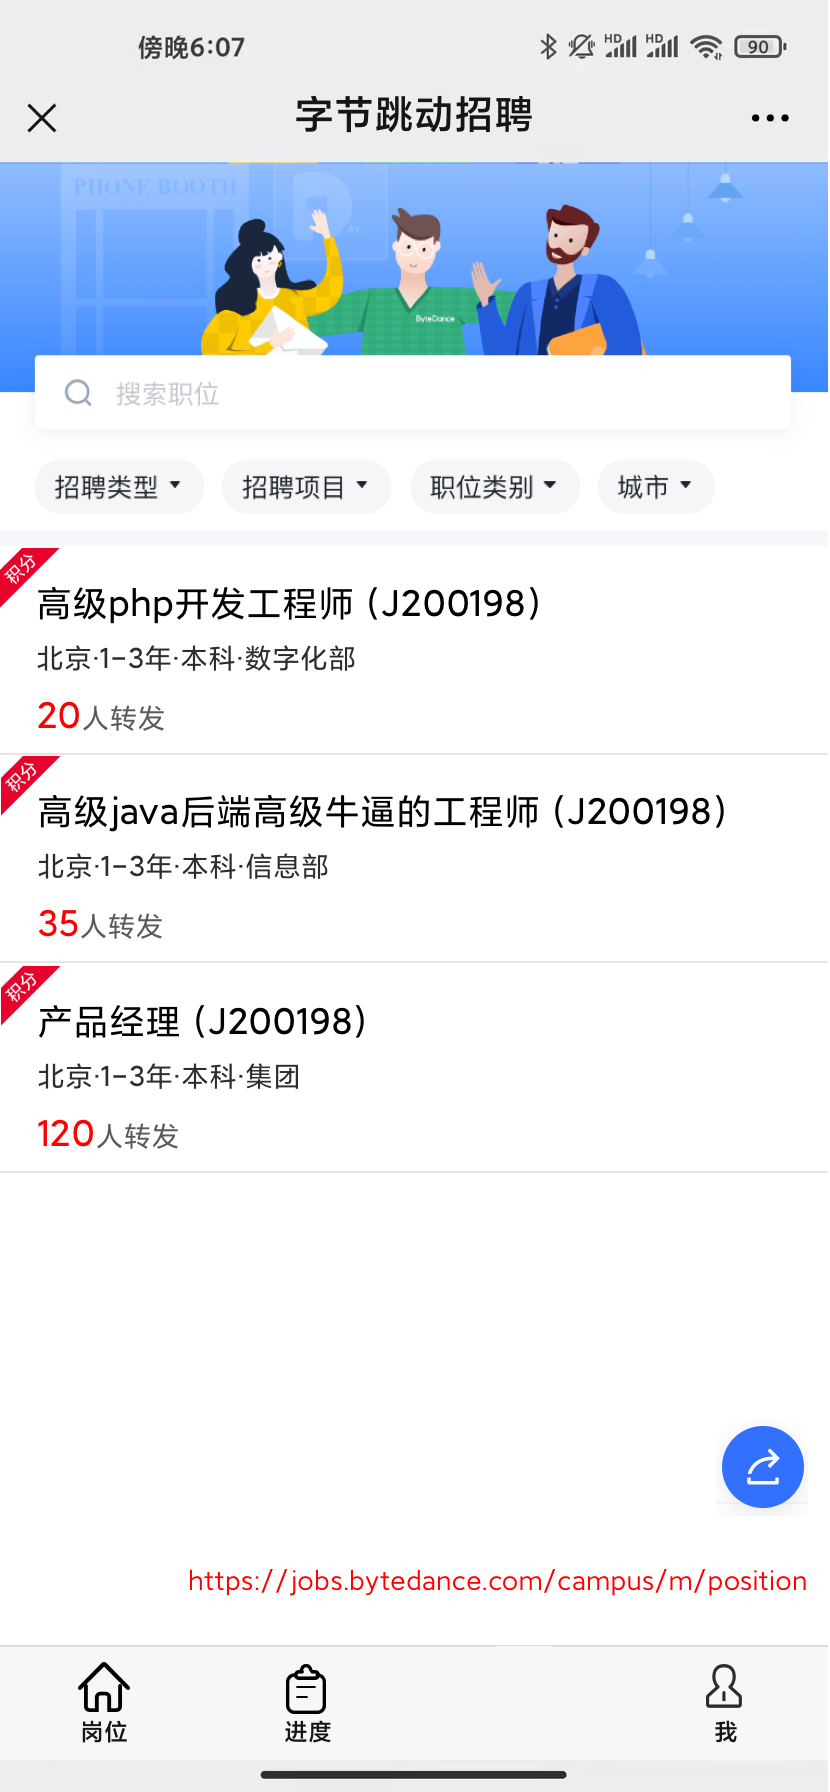 傍晚6:07
HD HD 90
字节跳动招聘
PHONE BOOTH
D
AY.
ByteDance
搜索职位
招聘类型 招聘项目 职位类别 城市
积分
高级php开发工程师（J200198）
北京·1-3年·本科·数字化部
20人转发
积分
高级java后端高级牛逼的工程师（J200198）
北京·1-3年·本科·信息部
35人转发
积分
产品经理（J200198）
北京·1-3年·本科·集团
120人转发
https://jobs.bytedance.com/campus/m/position
岗位 进度 我